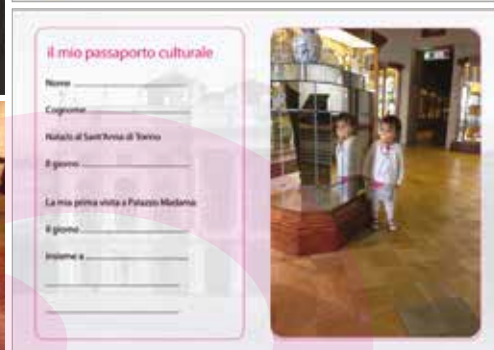 il mio passaporto culturale
Nome
Cognome
Nato/a al Sant'Anna di Torino
Il giorno
La mia prima visita a Palazzo Madama
Il giorno
Insieme a